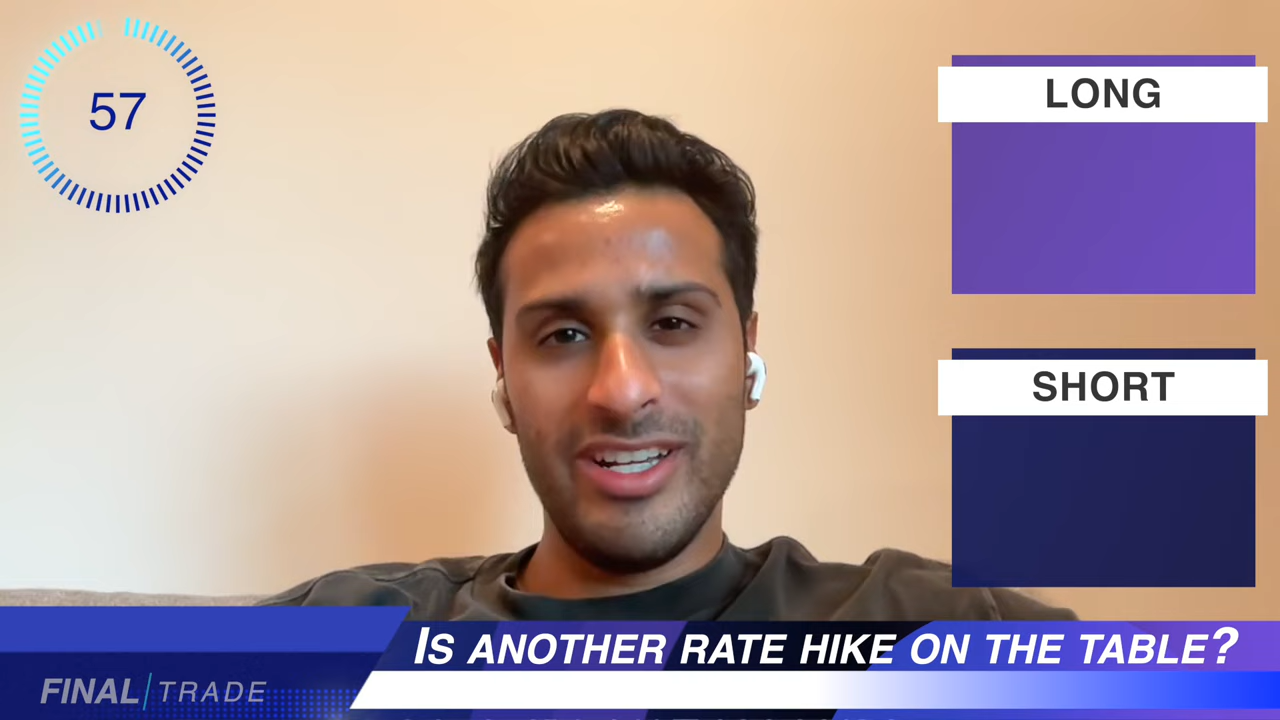 57
LONG
SHORT
IS ANOTHER RATE HIKE ON THE TABLE?
FINAL | TRADE